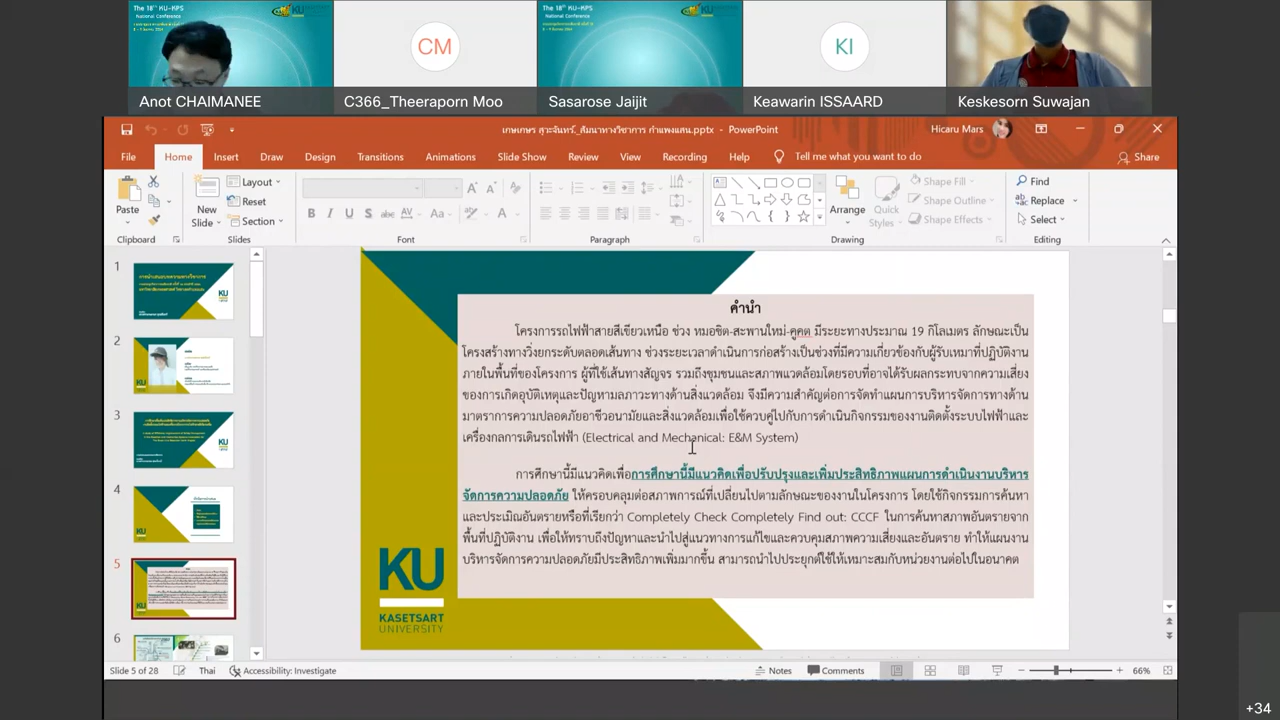 The 18th KU-KPS
National Conference
KU
The 18th KU-KPS
National Conference
KU
CM
KI
Anot CHAIMANEE
C366_Theeraporn Moo
Sasarose Jaijit
Keawarin ISSAARD
Keskesorn Suwajan
เกษเกษร สุวะจันทร์_สัมนาทางวิชาการ กำแพงแสน.pptx - PowerPoint
Hicaru Mars
File Home Insert Draw Design Transitions Animations Slide Show Review View Recording Help Tell me what you want to do Share
Paste
New Slide
Layout
Reset
Section
Arrange
Quick Styles
Shape Fill
Shape Outline
Shape Effects
Find
Replace
Select
Clipboard Slides Font Paragraph Drawing Editing
1
2
3
4
5
6
คำนำ
โครงการรถไฟฟ้าสายสีเขียวเหนือ ช่วง หมอชิต-สะพานใหม่-คูคต มีระยะทางประมาณ 19 กิโลเมตร ลักษณะเป็น
โครงสร้างทางวิ่งยกระดับตลอดเส้นทาง ช่วงระยะเวลาดำเนินการก่อสร้างเป็นช่วงที่มีความเกี่ยวข้องกับผู้รับเหมาที่ปฏิบัติงาน
ภายในพื้นที่ของโครงการ ผู้ที่ใช้เส้นทางสัญจร รวมถึงชุมชนและสภาพแวดล้อมโดยรอบที่อาจได้รับผลกระทบจากความเสี่ยง
ของการเกิดอุบัติเหตุและปัญหามลภาวะทางด้านสิ่งแวดล้อม จึงมีความสำคัญต่อการจัดทำแผนการบริหารจัดการทางด้าน
มาตราการความปลอดภัยอาชีวอนามัยและสิ่งแวดล้อมเพื่อใช้ควบคู่ไปกับการดำเนินงานของงานติดตั้งระบบไฟฟ้าและ
เครื่องกลการเดินรถไฟฟ้า (Electrical and Mechanical: E&M System)
การศึกษานี้มีแนวคิดเพื่อการศึกษานี้มีแนวคิดเพื่อปรับปรุงและเพิ่มประสิทธิภาพแผนการดำเนินงานบริหาร
จัดการความปลอดภัย ให้ครอบคลุมต่อสภาพการณ์ที่เปลี่ยนไปตามลักษณะของงานในโครงการ โดยใช้กิจกรรมการค้นหา
และประเมินอันตรายหรือที่เรียกว่า Completely Check Completely Find out: CCCF ในการค้นหาสภาพอันตรายจาก
พื้นที่ปฏิบัติงาน เพื่อให้ทราบถึงปัญหาและนำไปสู่แนวทางการแก้ไขและควบคุมสภาพความเสี่ยงและอันตราย ทำให้แผนงาน
บริหารจัดการความปลอดภัยมีประสิทธิภาพเพิ่มมากขึ้น สามารถนำไปประยุกต์ใช้ให้เหมาะสมกับหน่วยงานต่อไปในอนาคต
KU
KASETSART
UNIVERSITY
Slide 5 of 28 Thai Accessibility: Investigate Notes Comments 66%
+34